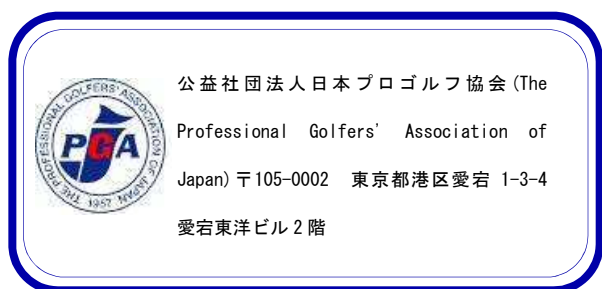 THE PROFESSIONAL GOLFERS' ASSOCIATION OF JAPAN
PGA
1957
公益社団法人日本プロゴルフ協会(The
Professional Golfers' Association of
Japan)〒105-0002 東京都港区愛宕 1-3-4
愛宕東洋ビル2階